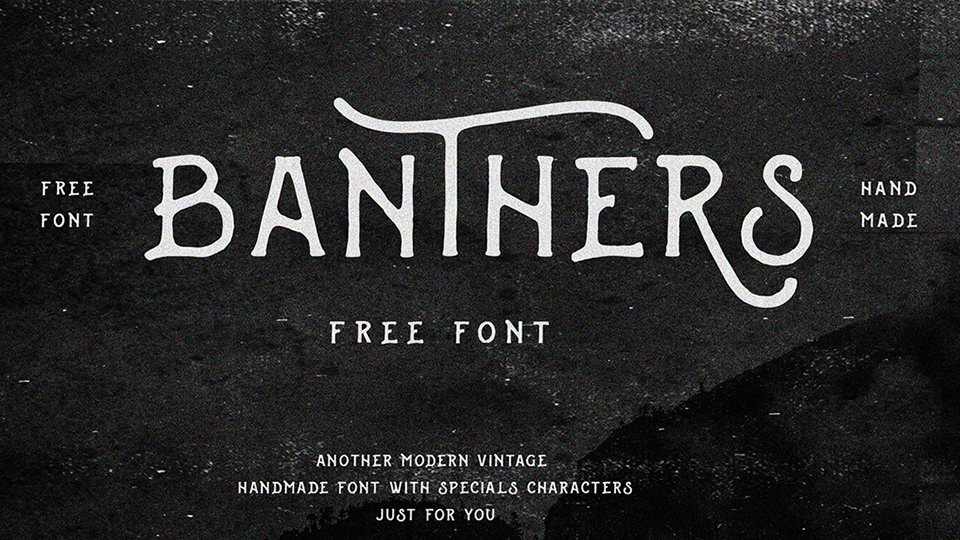 BANTHERS
FREE
FONT
HAND
MADE
FREE FONT
ANOTHER MODERN VINTAGE
HANDMADE FONT WITH SPECIALS CHARACTERS
JUST FOR YOU